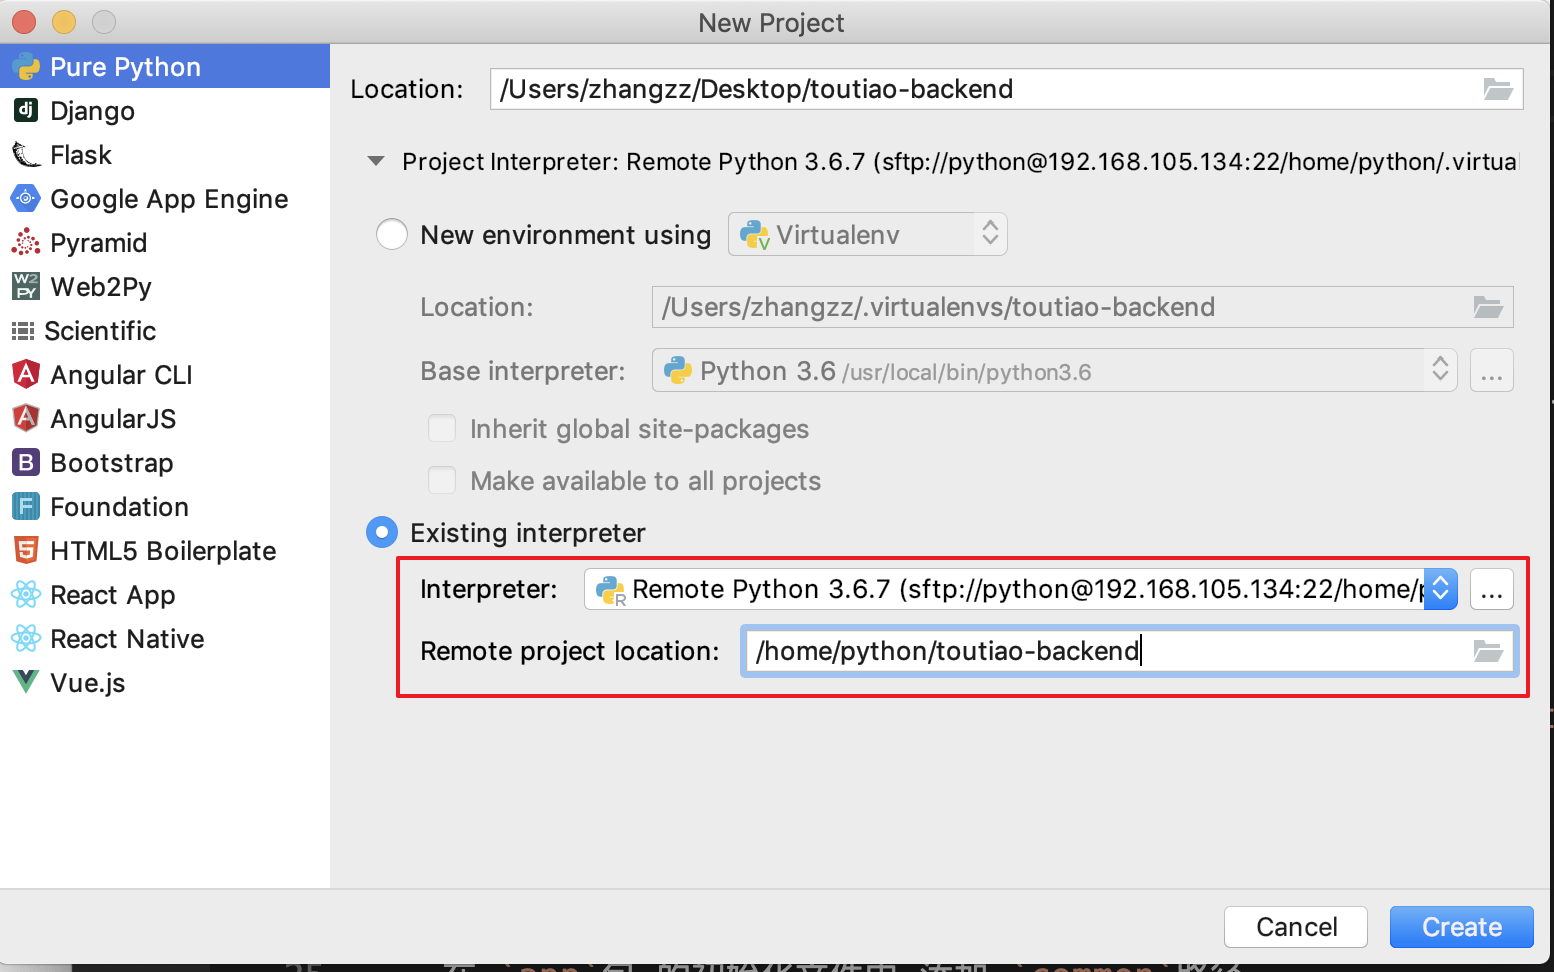 New Project
Pure Python
Django
Flask
Google App Engine
Pyramid
Web2Py
Scientific
Angular CLI
AngularJS
Bootstrap
Foundation
HTML5 Boilerplate
React App
React Native
Vue.js
Location: /Users/zhangzz/Desktop/toutiao-backend
Project Interpreter: Remote Python 3.6.7 (sftp://python@192.168.105.134:22/home/python/.virtua
New environment using Virtualenv
Location: /Users/zhangzz/.virtualenvs/toutiao-backend
Base interpreter: Python 3.6 /usr/local/bin/python3.6 ...
Inherit global site-packages
Make available to all projects
Existing interpreter
Interpreter: Remote Python 3.6.7 (sftp://python@192.168.105.134:22/home/p ...
Remote project location: /home/python/toutiao-backend
Cancel Create